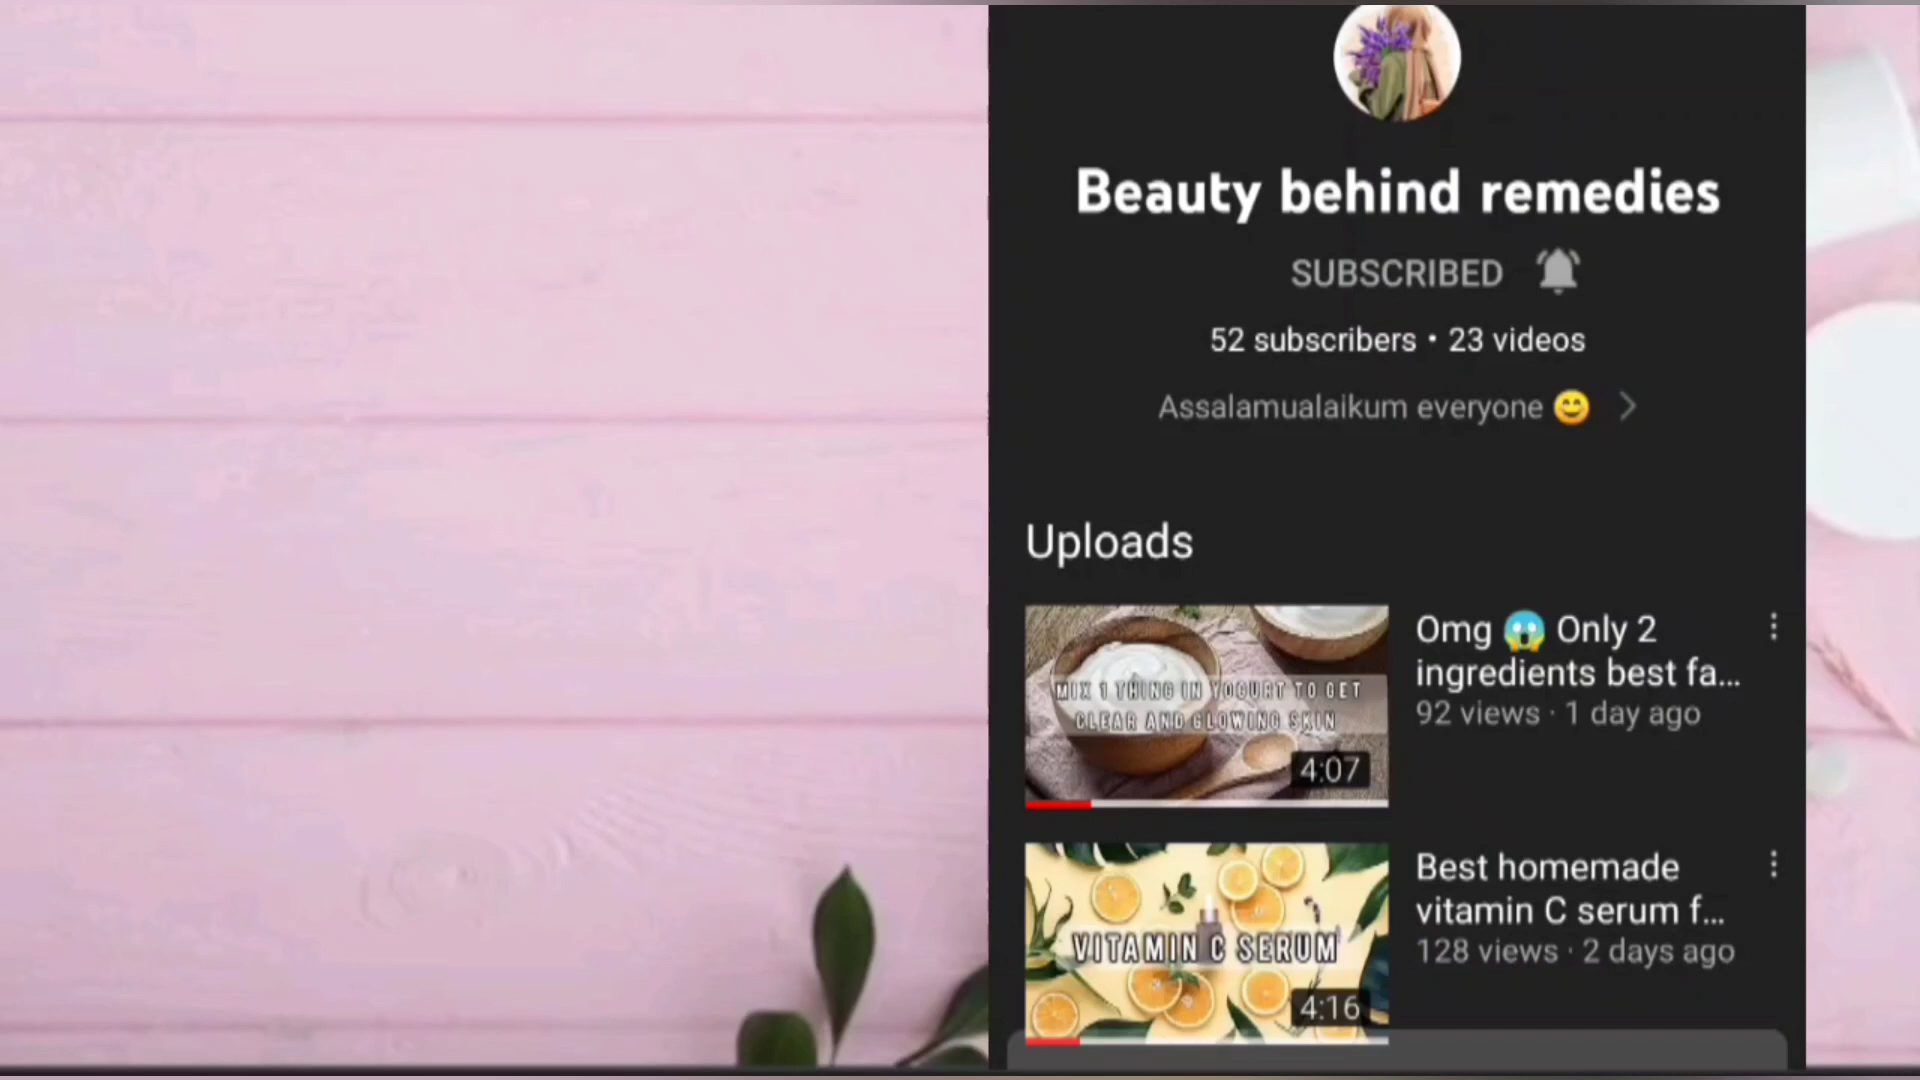 Beauty behind remedies
SUBSCRIBED
52 subscribers • 23 videos
Assalamualaikum everyone 😊
Uploads
MIX 1 THING IN YOGURT TO GET
CLEAR AND GLOWING SKIN
4:07
Omg 😱 Only 2
ingredients best fa...
92 views · 1 day ago
VITAMIN C SERUM
4:16
Best homemade
vitamin C serum f...
128 views · 2 days ago